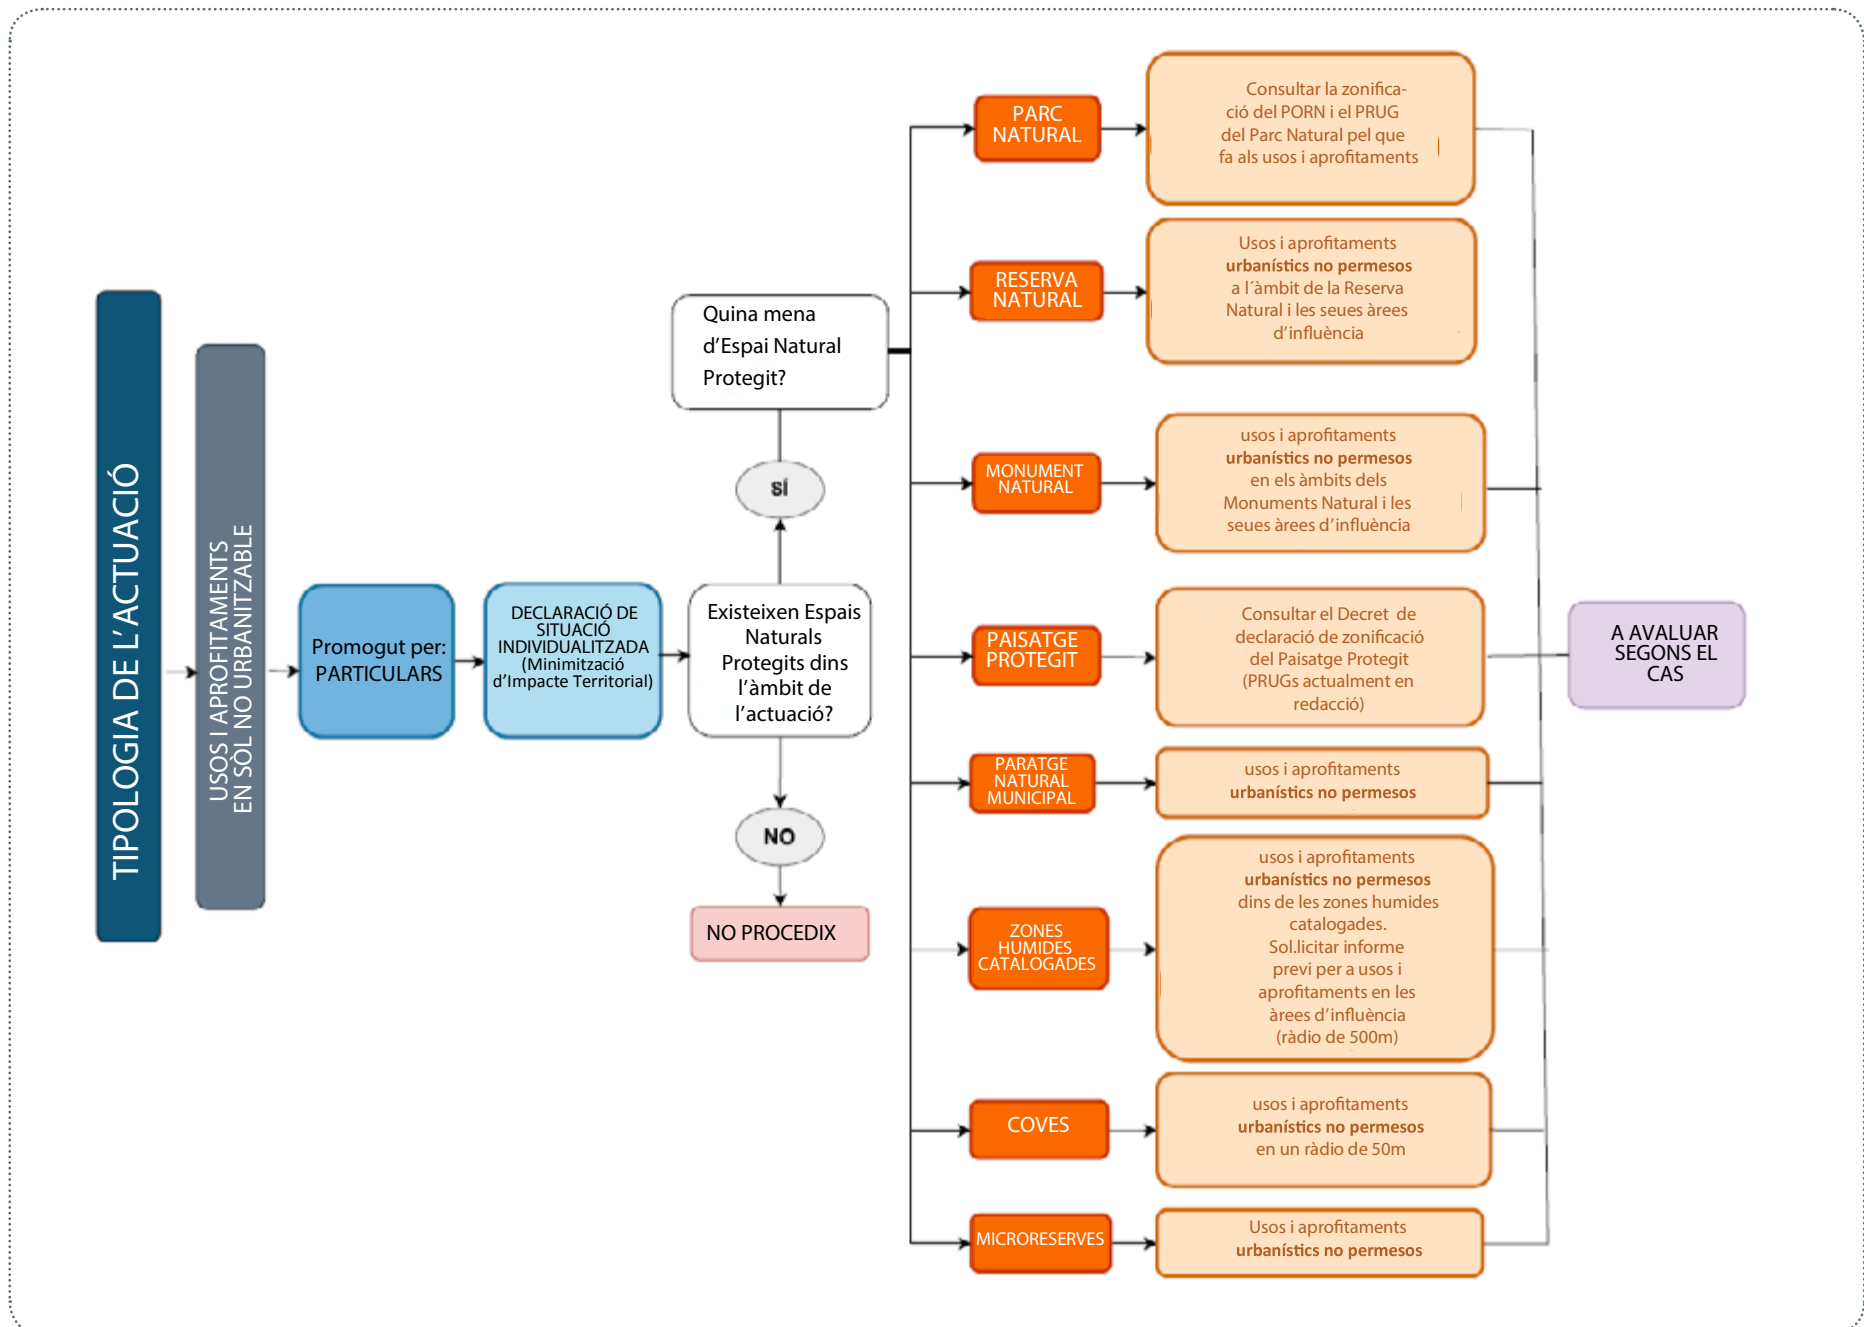 TIPOLOGIA DE L'ACTUACIÓ
USOS I APROFITAMENTS
EN SÒL NO URBANITZABLE
Promogut per:
PARTICULARS
DECLARACIÓ DE
SITUACIÓ
INDIVIDUALITZADA
(Minimització
d'Impacte Territorial)
Existeixen Espais
Naturals
Protegits dins
l'àmbit de
l'actuació?
SÍ
Quina mena
d'Espai Natural
Protegit?
NO
NO PROCEDIX
PARC
NATURAL
Consultar la zonifica-
ció del PORN i el PRUG
del Parc Natural pel que
fa als usos i aprofitaments
RESERVA
NATURAL
Usos i aprofitaments
urbanístics no permesos
a l´àmbit de la Reserva
Natural i les seues àrees
d'influència
MONUMENT
NATURAL
usos i aprofitaments
urbanístics no permesos
en els àmbits dels
Monuments Natural i les
seues àrees d'influència
PAISATGE
PROTEGIT
Consultar el Decret de
declaració de zonificació
del Paisatge Protegit
(PRUGs actualment en
redacció)
PARATGE
NATURAL
MUNICIPAL
usos i aprofitaments
urbanístics no permesos
ZONES
HUMIDES
CATALOGADES
usos i aprofitaments
urbanístics no permesos
dins de les zones humides
catalogades.
Sol.licitar informe
previ per a usos i
aprofitaments en les
àrees d'influència
(ràdio de 500m)
COVES
usos i aprofitaments
urbanístics no permesos
en un ràdio de 50m
MICRORESERVES
Usos i aprofitaments
urbanístics no permesos
A AVALUAR
SEGONS EL
CAS